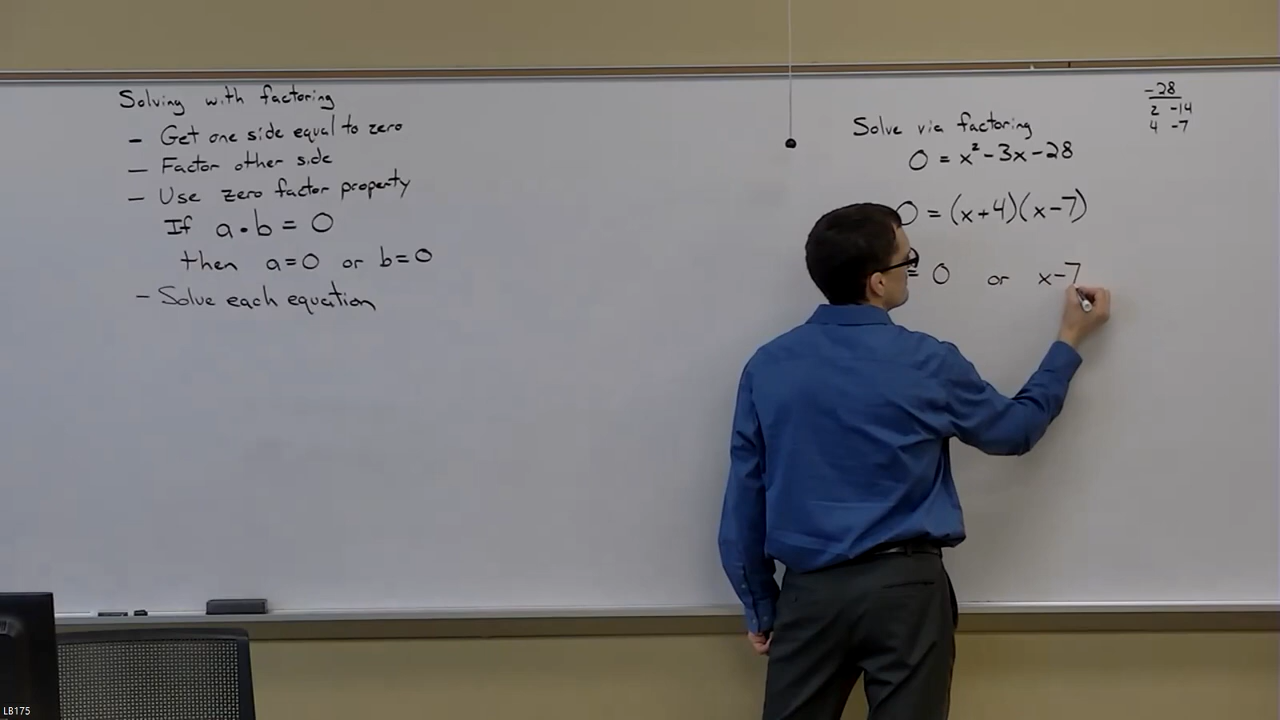 Solving with factoring
- Get one side equal to zero
- Factor other side
- Use zero factor property
If a • b = 0
then a=0 or b=0
- Solve each equation
Solve via factoring
0 = x² - 3x - 28
0 = (x+4)(x-7)
= 0 or x-7
-28
2 -14
4 -7
LB175